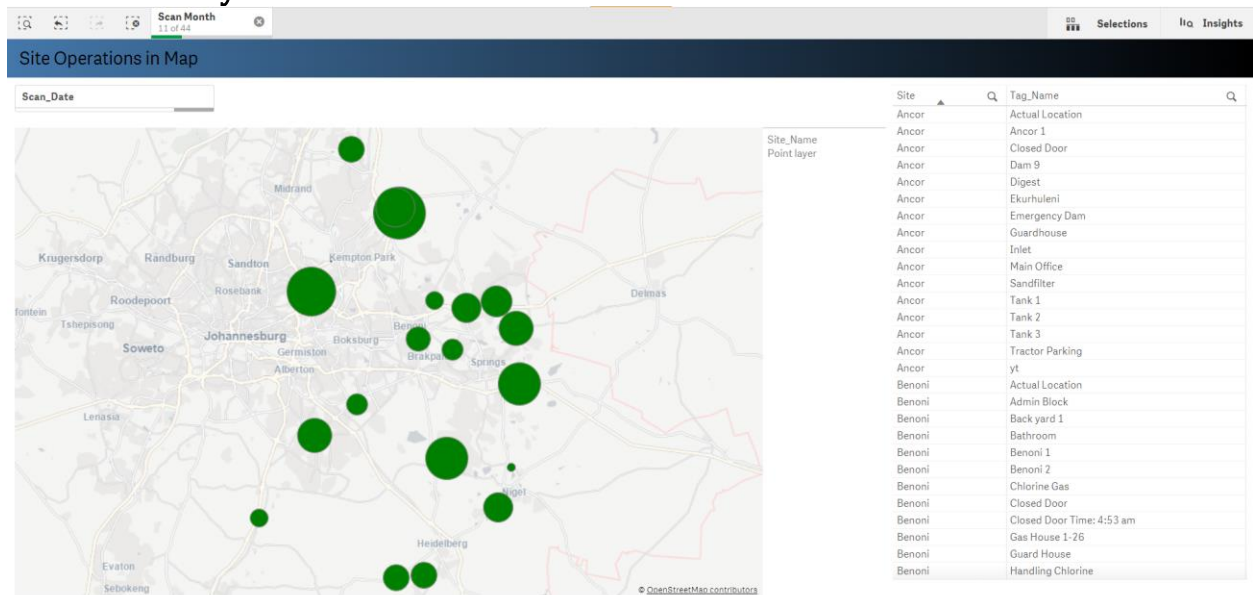 Scan Month
11 of 44
Selections
Insights
Site Operations in Map
Scan_Date
Site_Name
Point layer
Midrand
Krugersdorp
Randburg
Sandton
Kempton Park
Rosebank
Roodepoort
Delmas
fontein
Tshepisong
Johannesburg
Boksburg
Soweto
Germiston
Springs
Alberton
Lenasia
Nigel
Heidelberg
Evaton
Sebokeng
© OpenStreetMap contributors
Site Tag_Name
Ancor Actual Location
Ancor Ancor 1
Ancor Closed Door
Ancor Dam 9
Ancor Digest
Ancor Ekurhuleni
Ancor Emergency Dam
Ancor Guardhouse
Ancor Inlet
Ancor Main Office
Ancor Sandfilter
Ancor Tank 1
Ancor Tank 2
Ancor Tank 3
Ancor Tractor Parking
Ancor yt
Benoni Actual Location
Benoni Admin Block
Benoni Back yard 1
Benoni Bathroom
Benoni Benoni 1
Benoni Benoni 2
Benoni Chlorine Gas
Benoni Closed Door
Benoni Closed Door Time: 4:53 am
Benoni Gas House 1-26
Benoni Guard House
Benoni Handling Chlorine